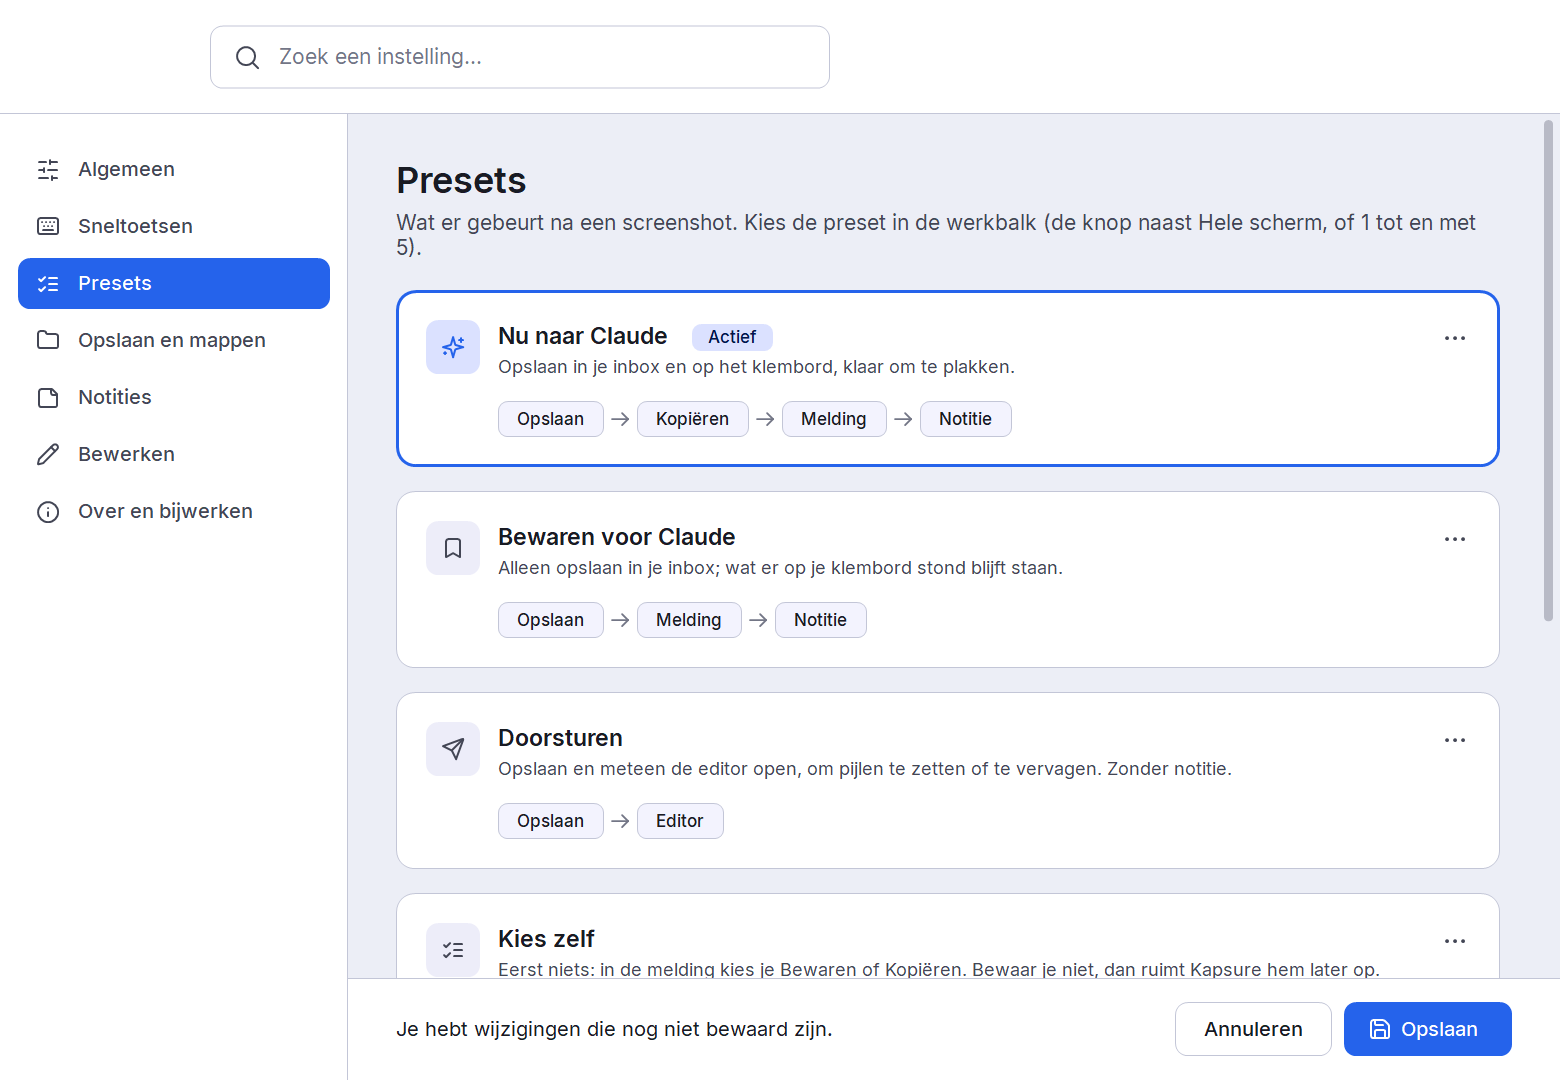 Zoek een instelling...
Algemeen
Sneltoetsen
Presets
Opslaan en mappen
Notities
Bewerken
Over en bijwerken
Presets
Wat er gebeurt na een screenshot. Kies de preset in de werkbalk (de knop naast Hele scherm, of 1 tot en met
5).
Nu naar Claude Actief
Opslaan in je inbox en op het klembord, klaar om te plakken.
Opslaan → Kopiëren → Melding → Notitie
Bewaren voor Claude
Alleen opslaan in je inbox; wat er op je klembord stond blijft staan.
Opslaan → Melding → Notitie
Doorsturen
Opslaan en meteen de editor open, om pijlen te zetten of te vervagen. Zonder notitie.
Opslaan → Editor
Kies zelf
Eerst niets: in de melding kies je Bewaren of Kopiëren. Bewaar je niet, dan ruimt Kapsure hem later op.
Je hebt wijzigingen die nog niet bewaard zijn.
Annuleren
Opslaan